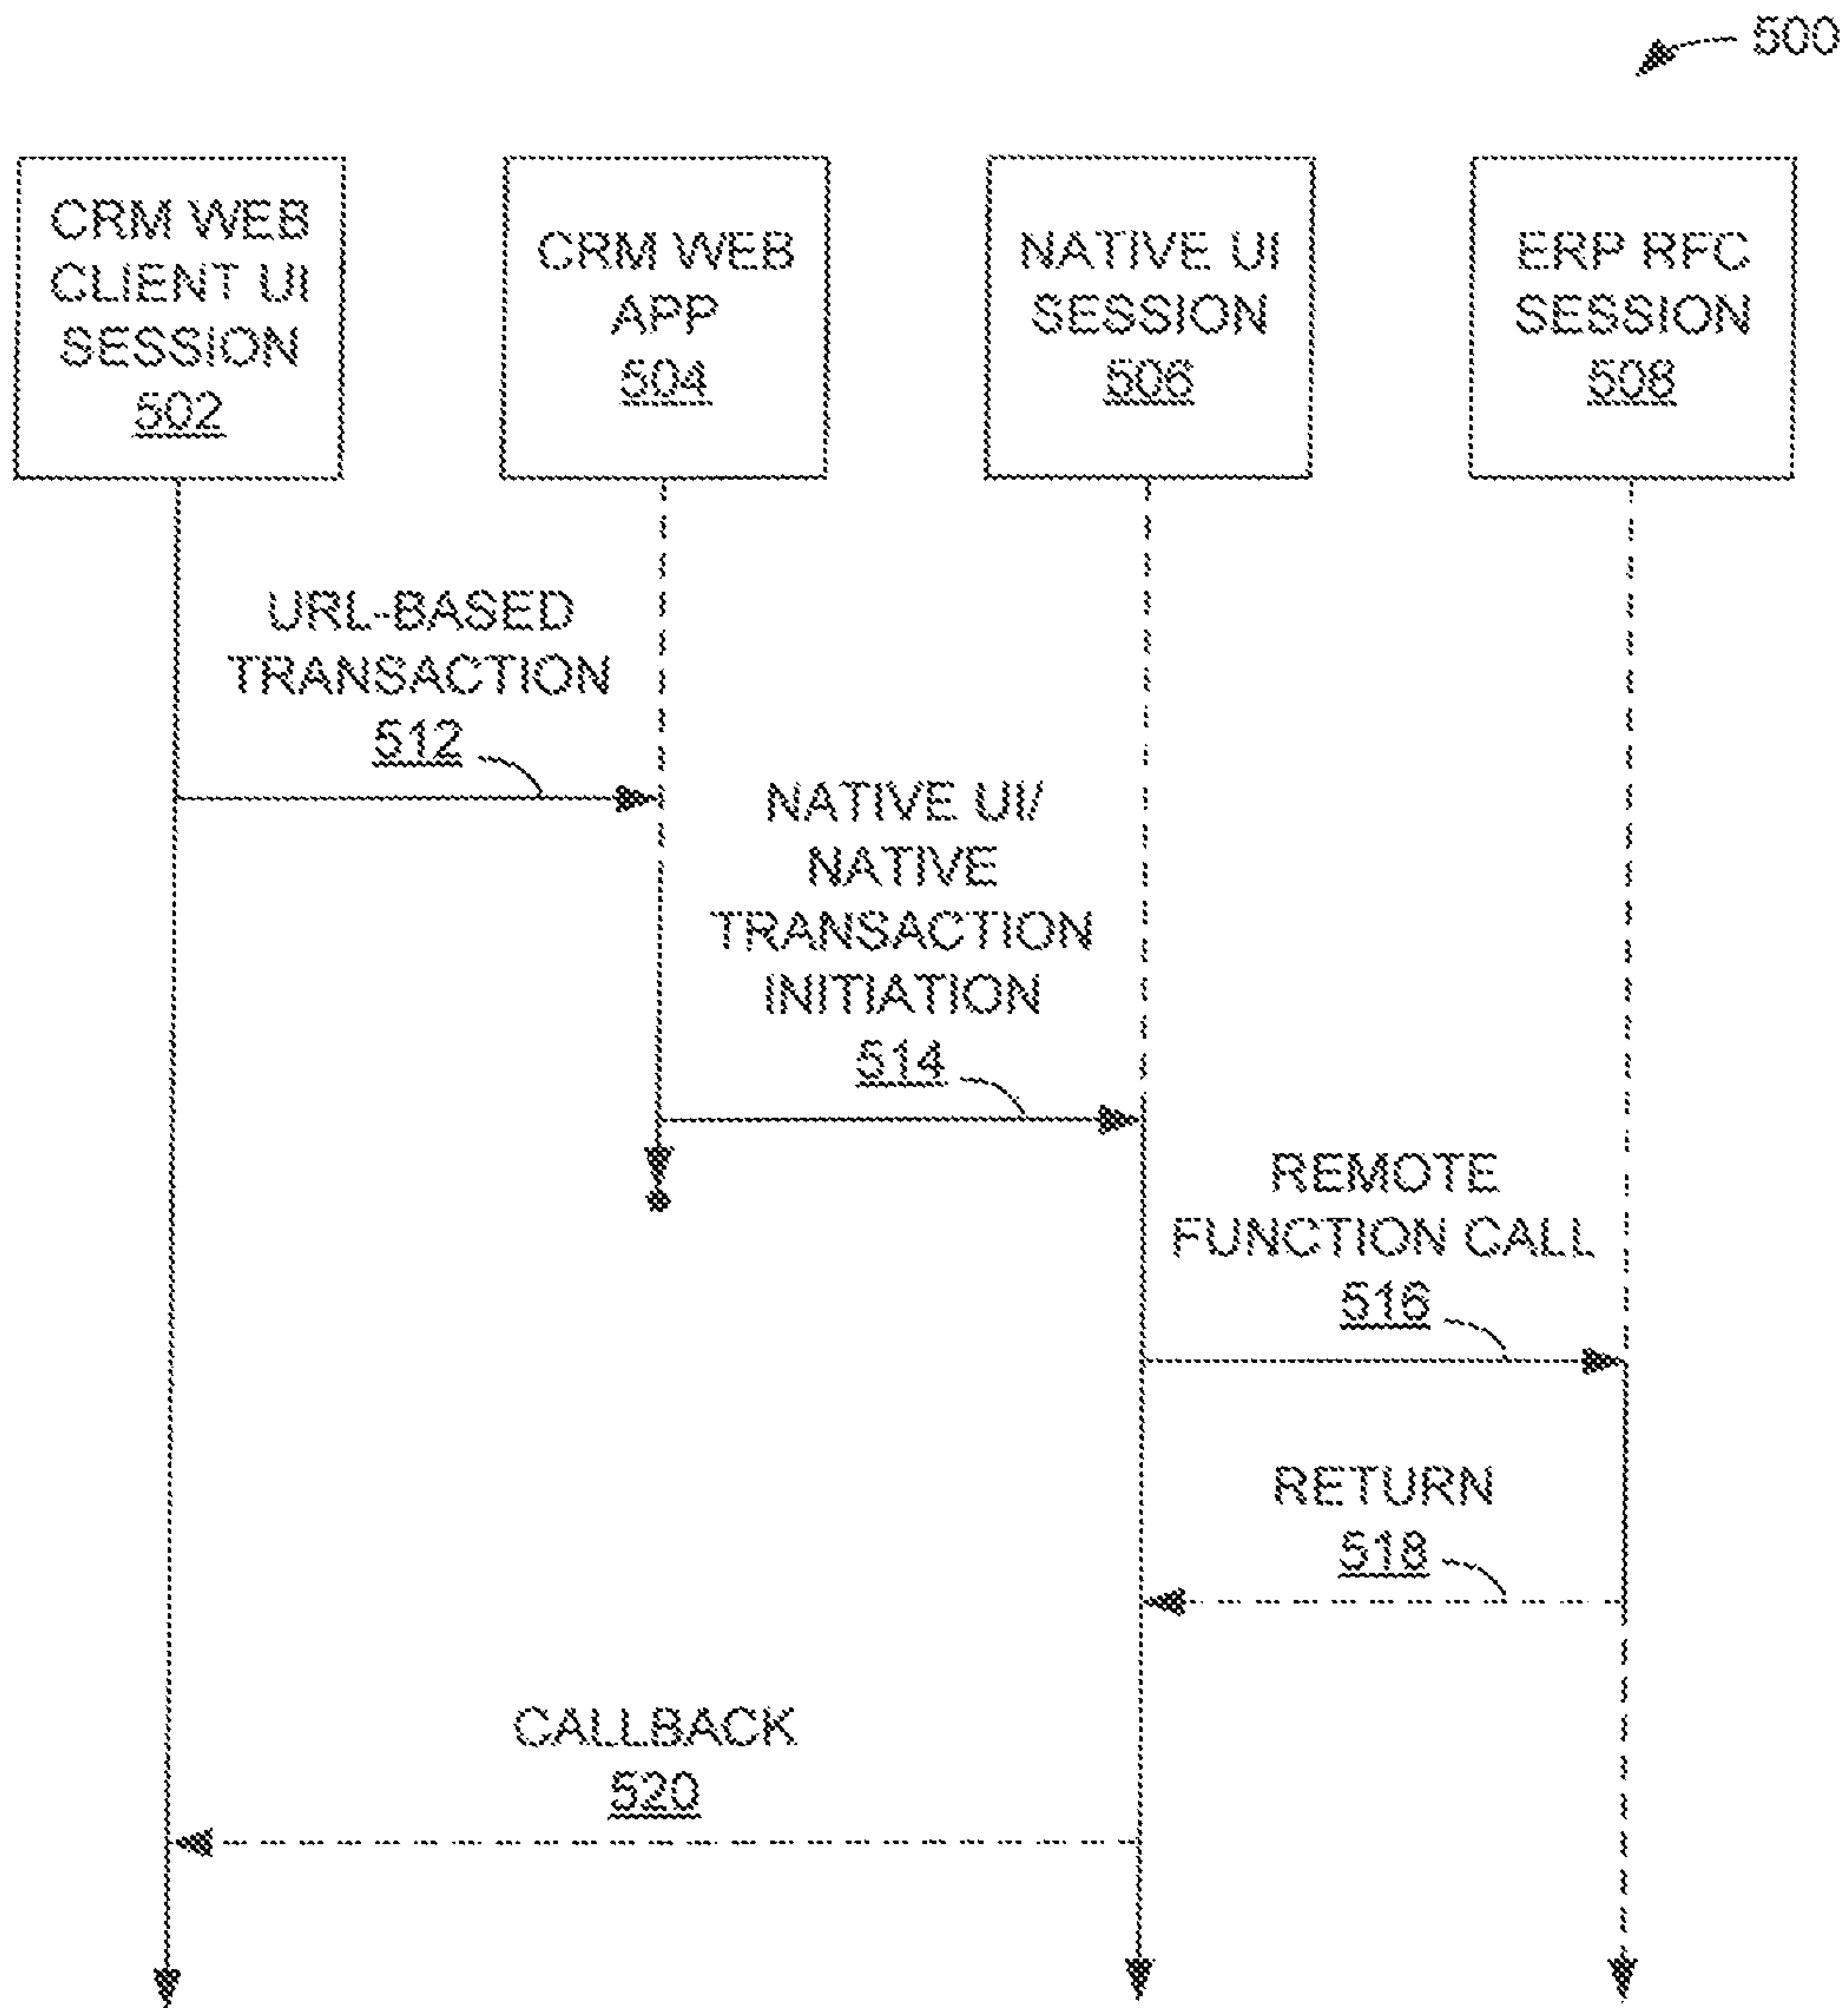 500
CRM WEB
CLIENT UI
SESSION
502
CRM WEB
APP
504
NATIVE UI
SESSION
506
ERP RFC
SESSION
508
URL-BASED
TRANSACTION
512
NATIVE UI/
NATIVE
TRANSACTION
INITIATION
514
REMOTE
FUNCTION CALL
516
RETURN
518
CALLBACK
520